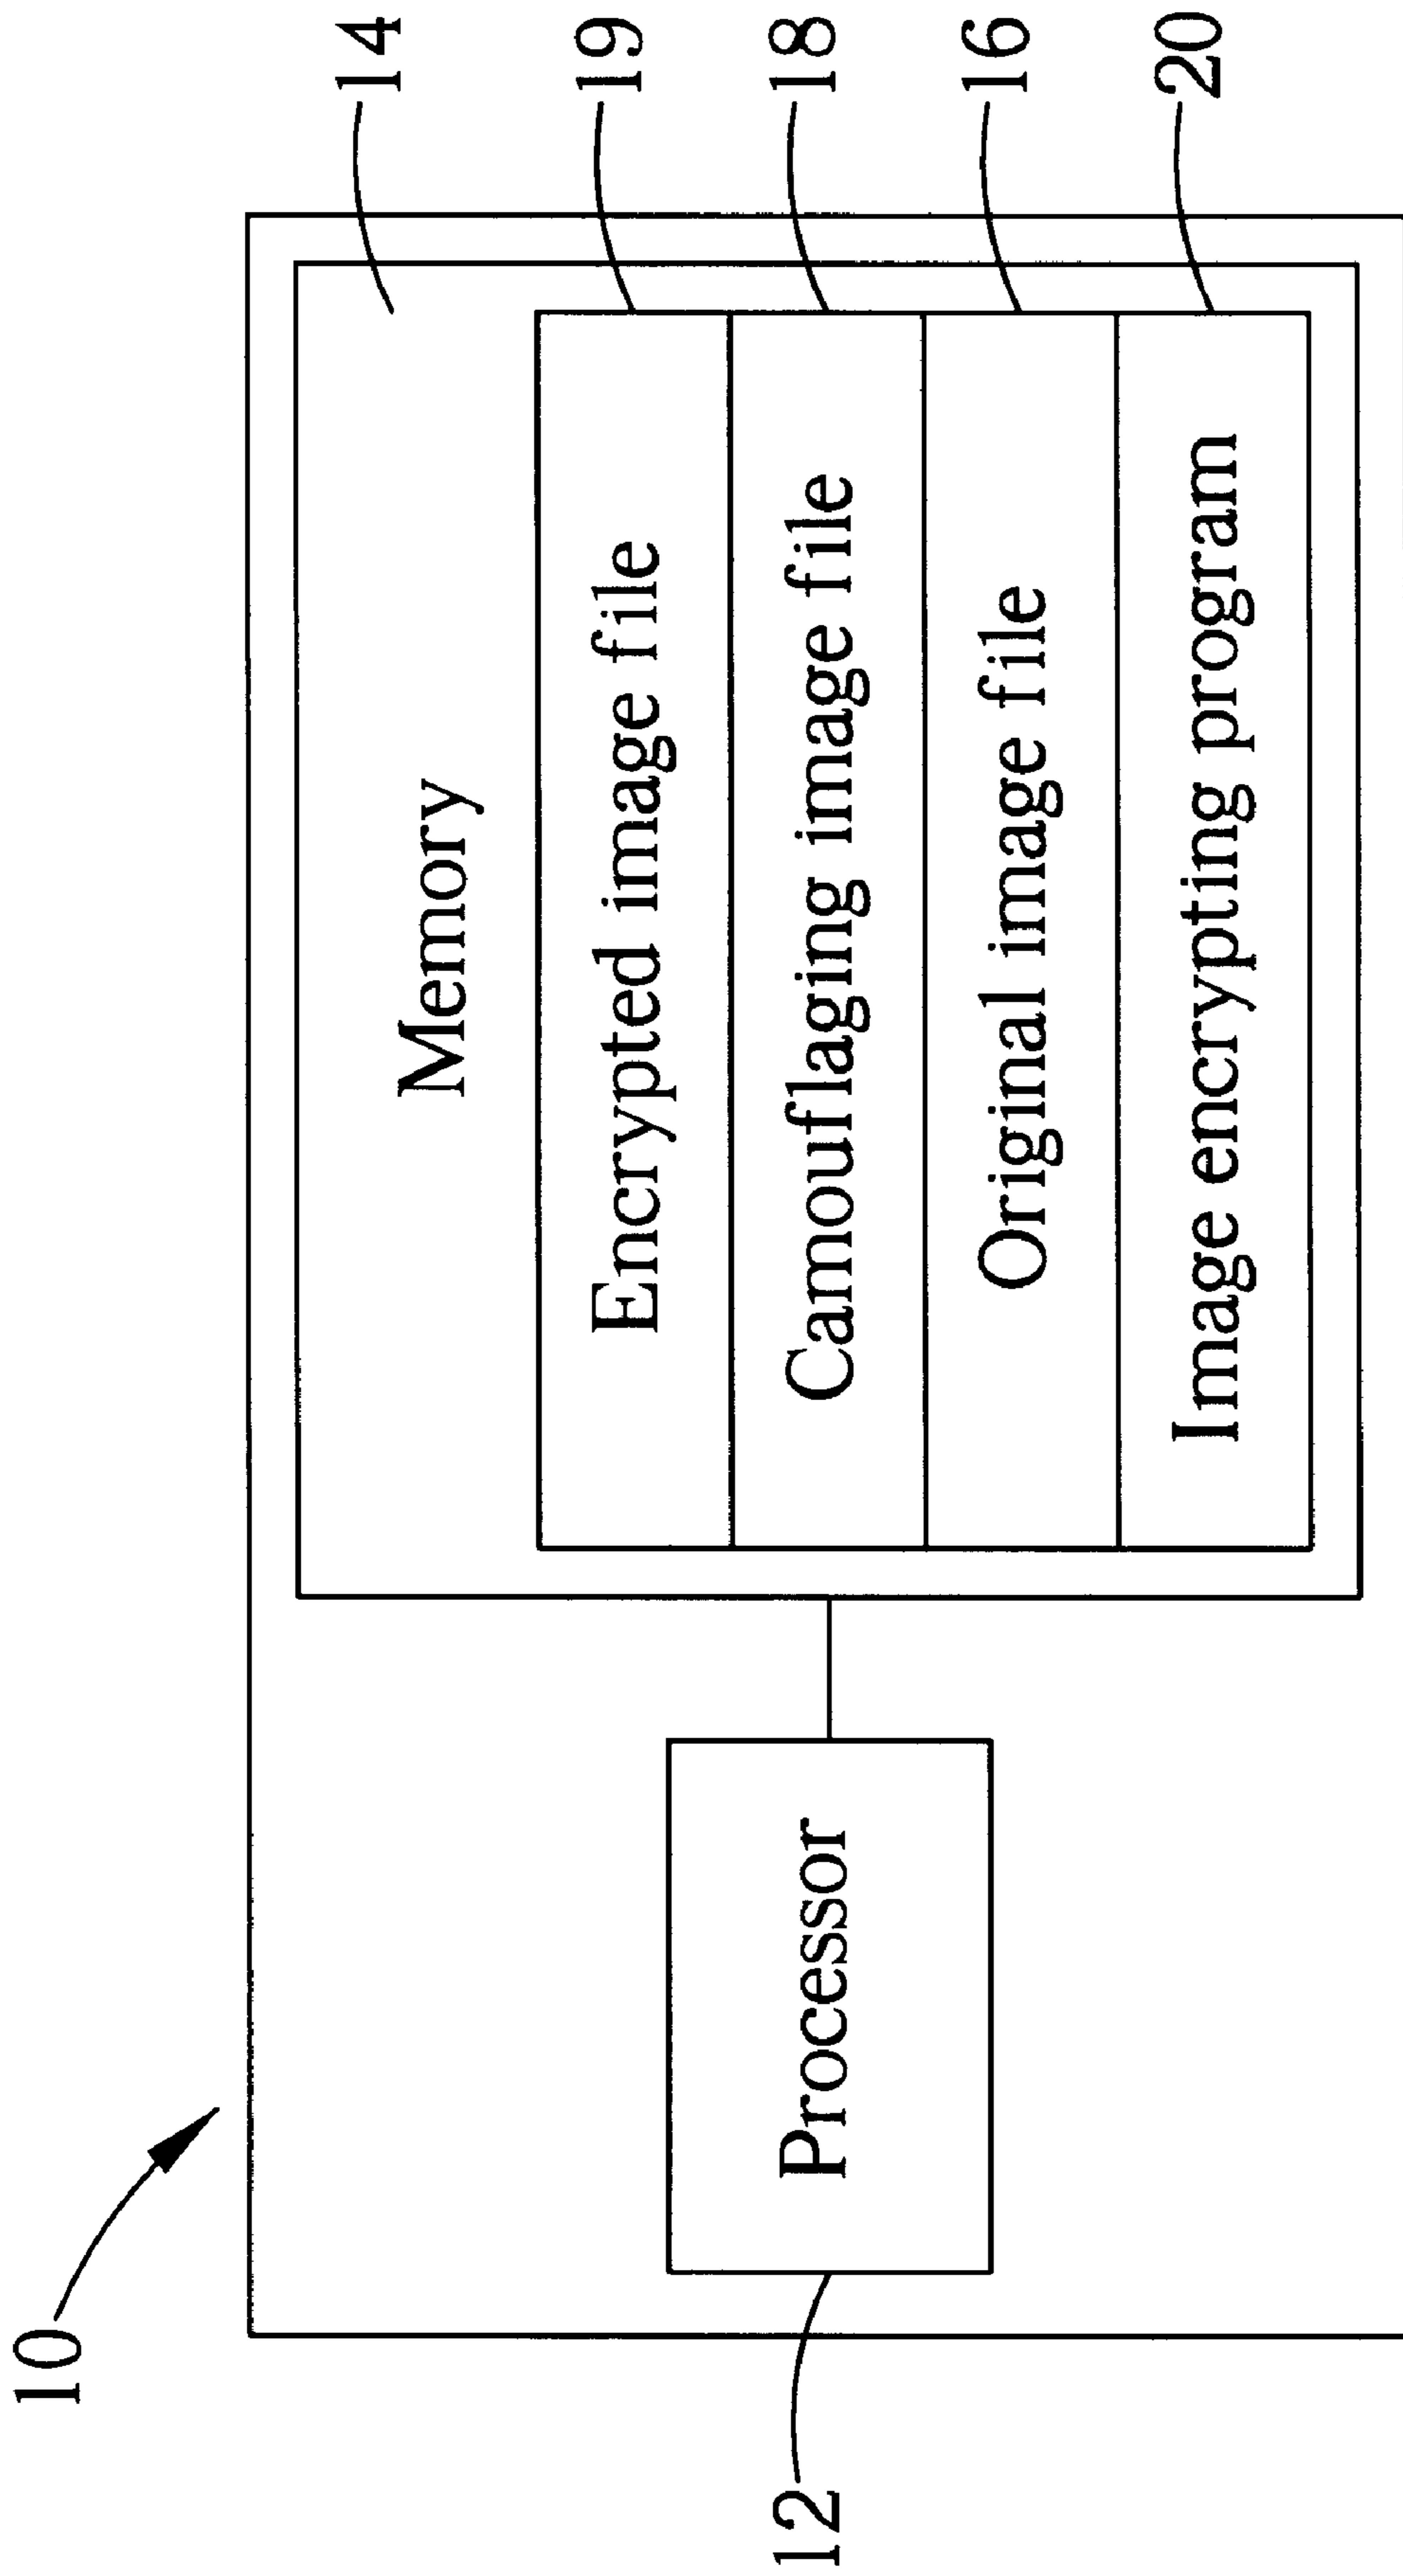 10
14
Memory
Encrypted image file
19
Camouflaging image file
18
Processor
12
Original image file
16
Image encrypting program
20